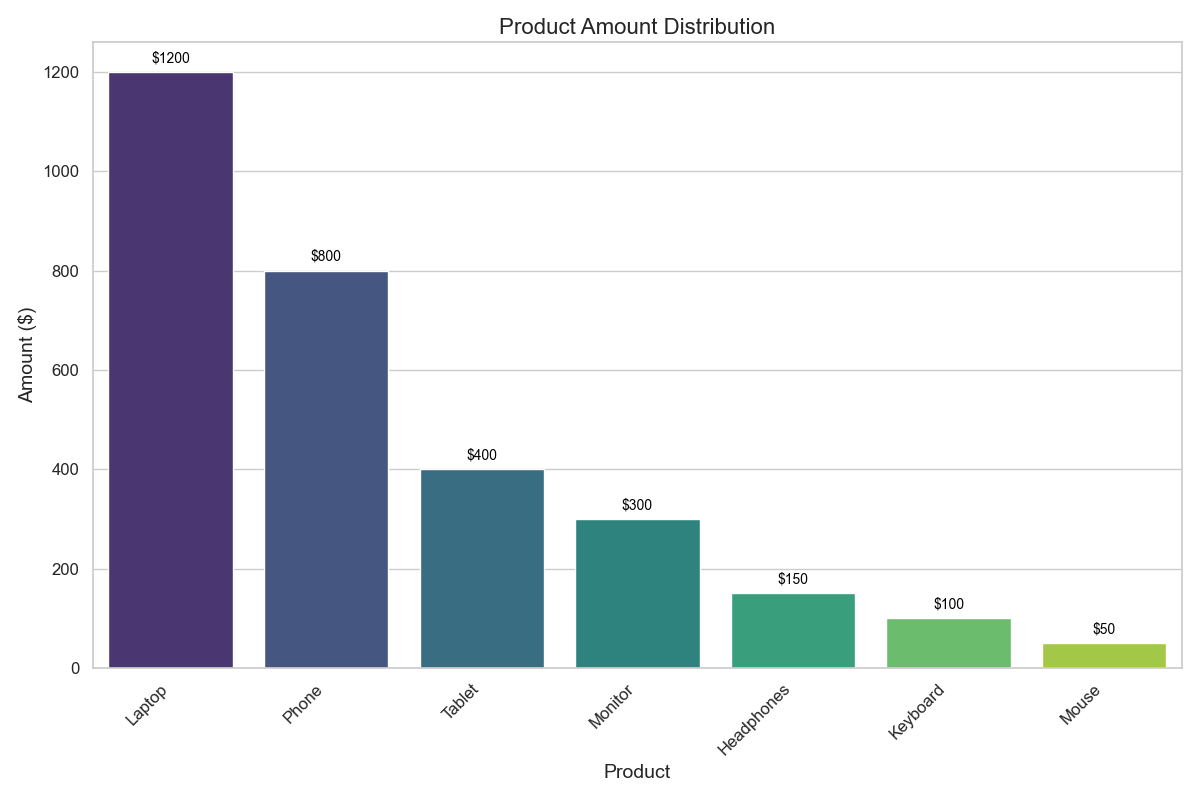 Product Amount Distribution
Amount ($)
1200
1000
800
600
400
200
0
$1200
$800
$400
$300
$150
$100
$50
Laptop
Phone
Tablet
Monitor
Headphones
Keyboard
Mouse
Product